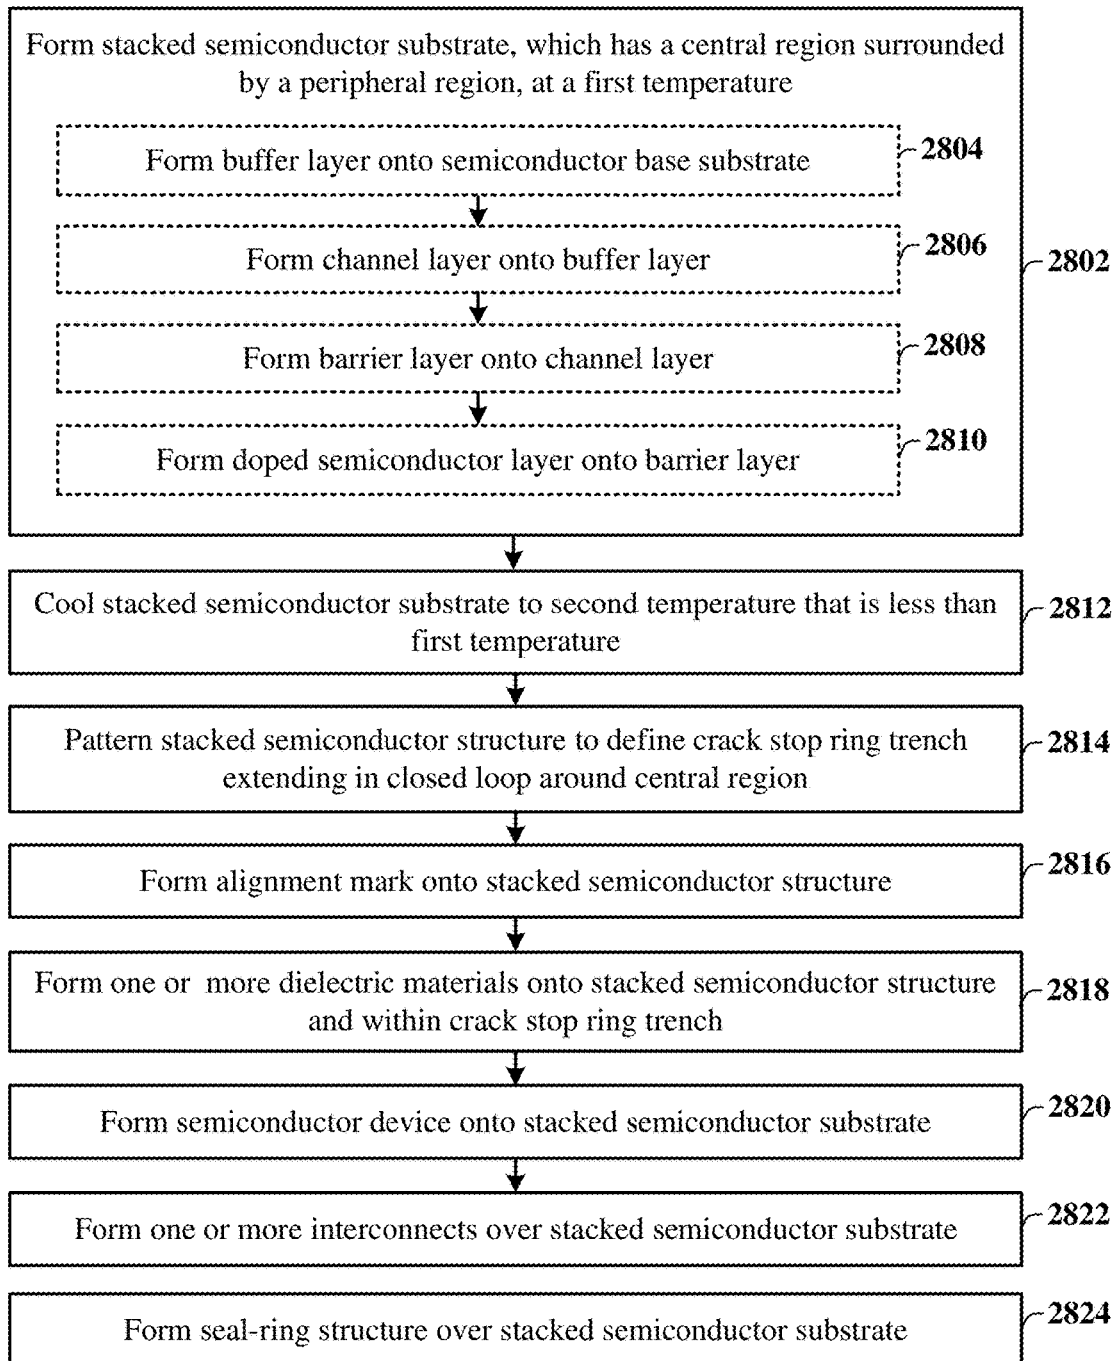 Form stacked semiconductor substrate, which has a central region surrounded
by a peripheral region, at a first temperature
Form buffer layer onto semiconductor base substrate
2804
Form channel layer onto buffer layer
2806
2802
Form barrier layer onto channel layer
2808
Form doped semiconductor layer onto barrier layer
2810
Cool stacked semiconductor substrate to second temperature that is less than
first temperature
2812
Pattern stacked semiconductor structure to define crack stop ring trench
extending in closed loop around central region
2814
Form alignment mark onto stacked semiconductor structure
2816
Form one or more dielectric materials onto stacked semiconductor structure
and within crack stop ring trench
2818
Form semiconductor device onto stacked semiconductor substrate
2820
Form one or more interconnects over stacked semiconductor substrate
2822
Form seal-ring structure over stacked semiconductor substrate
2824